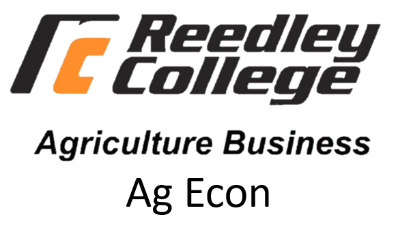 Reedley
College
Agriculture Business
Ag Econ